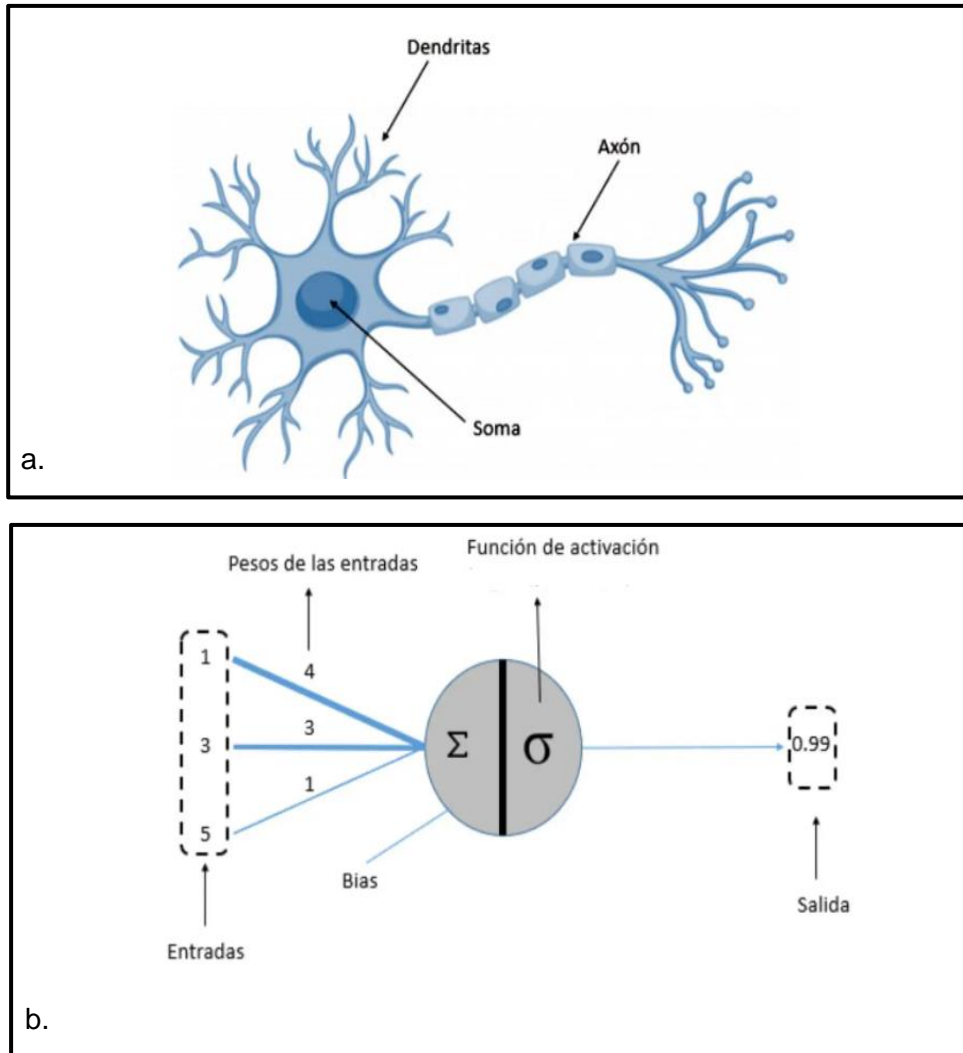 Dendritas
Axón
Soma
a.
Función de activación
Pesos de las entradas
1
4
3
3
Σ
σ
0.99
1
5
Bias
Salida
Entradas
b.